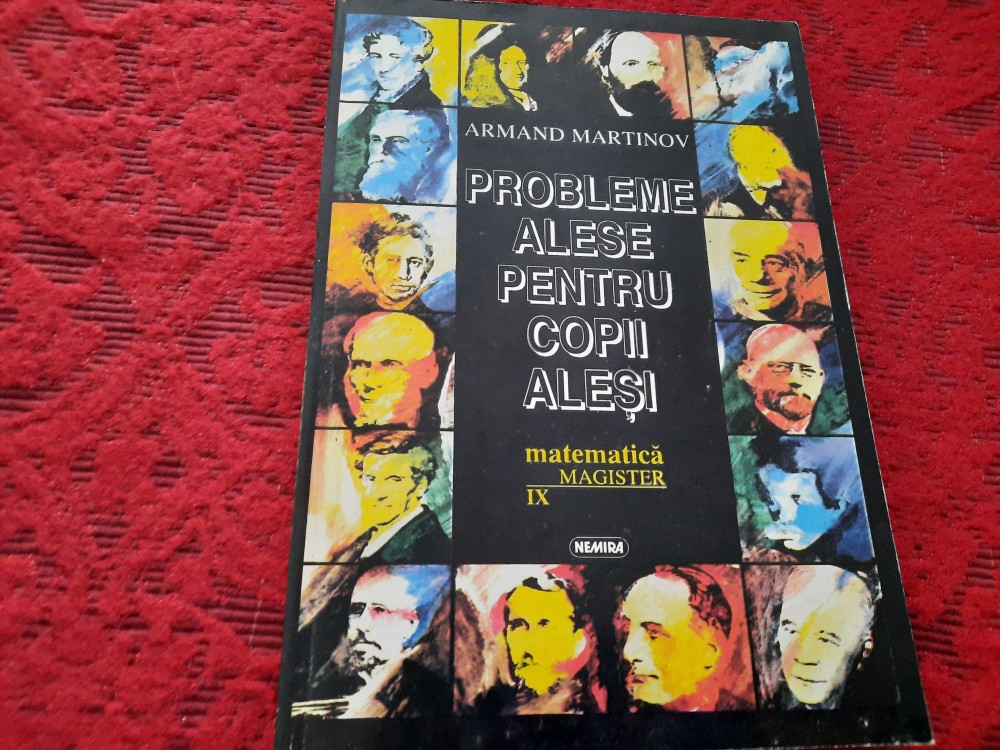 ARMAND MARTINOV
PROBLEME
ALESE
PENTRU
COPII
ALEȘI
matematică
MAGISTER
IX
NEMIRA